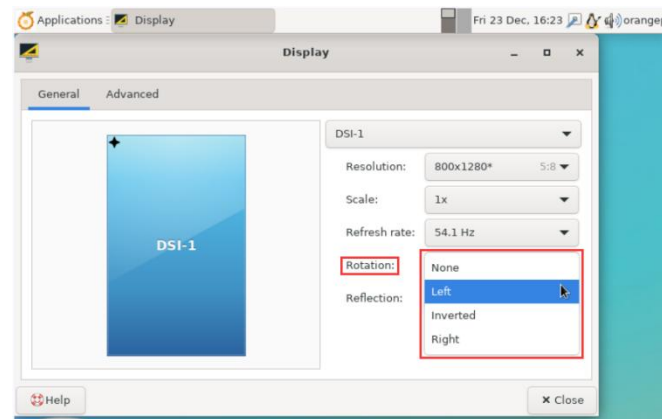 Applications Display Fri 23 Dec, 16:23 orange
Display
General Advanced
DSI-1
Resolution: 800x1280* 5:8
Scale: 1x
Refresh rate: 54.1 Hz
DSI-1
Rotation: None
Left
Reflection:
Inverted
Right
Help Close